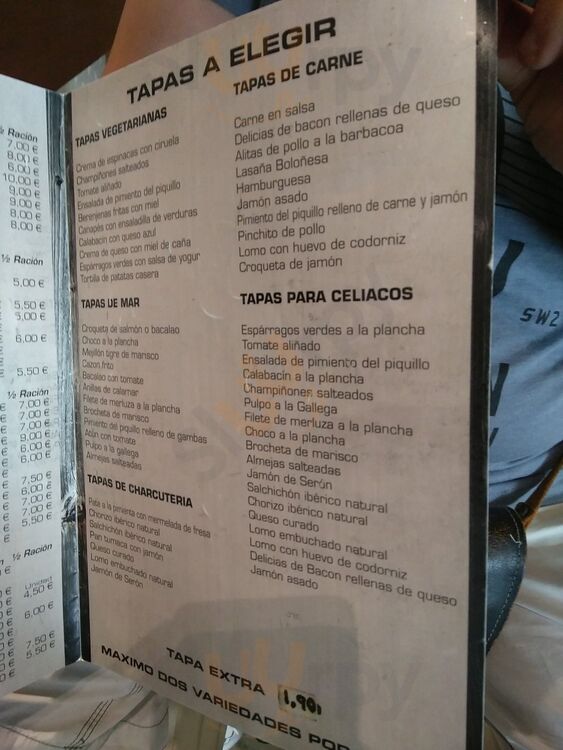 ½ Ración
7,00 €
8,00 €
6,00 €
10,00 €
9,00 €
9,00 €
8,00 €
8,00 €
½ Ración
5,00 €
5,50 €
5,00 €
6,00 €
5,50 €
½ Ración
7,00 €
7,00 €
7,00 €
9,00 €
6,00 €
6,00 €
7,50 €
6,00 €
7,00 €
7,00 €
5,50 €
½ Ración
Unidad
4,50 €
6,00 €
7,50 €
5,50 €
TAPAS A ELEGIR
TAPAS VEGETARIANAS
Crema de espinacas con ciruela
Champiñones salteados
Tomate aliñado
Ensalada de pimiento del piquillo
Berenjenas fritas con miel
Canapés con ensaladilla de verduras
Calabacin con queso azul
Crema de queso con miel de caña
Espárragos verdes con salsa de yogur
Tortilla de patatas casera
TAPAS DE MAR
Croqueta de salmón o bacalao
Choco a la plancha
Mejillón tigre de marisco
Cazon frito
Bacalao con tomate
Anillas de calamar
Filete de merluza a la plancha
Brocheta de marisco
Pimiento del piquillo relleno de gambas
Atún con tomate
Pulpo a la gallega
Almejas salteadas
TAPAS DE CHARCUTERIA
Paté a la pimienta con mermelada de fresa
Chorizo ibérico natural
Salchichón ibérico natural
Pan tumaca con jamón
Queso curado
Lomo embuchado natural
Jamón de Serón
TAPAS DE CARNE
Carne en salsa
Delicias de bacon rellenas de queso
Alitas de pollo a la barbacoa
Lasaña Boloñesa
Hamburguesa
Jamón asado
Pimiento del piquillo relleno de carne y jamón
Pinchito de pollo
Lomo con huevo de codorniz
Croqueta de jamón
TAPAS PARA CELIACOS
Espárragos verdes a la plancha
Tomate aliñado
Ensalada de pimiento del piquillo
Calabacín a la plancha
Champiñones salteados
Pulpo a la Gallega
Filete de merluza a la plancha
Choco a la plancha
Brocheta de marisco
Almejas salteadas
Jamón de Serón
Salchichón ibérico natural
Chorizo ibérico natural
Queso curado
Lomo embuchado natural
Lomo con huevo de codorniz
Delicias de Bacon rellenas de queso
Jamón asado
TAPA EXTRA 1,90
MAXIMO DOS VARIEDADES POR
SW2